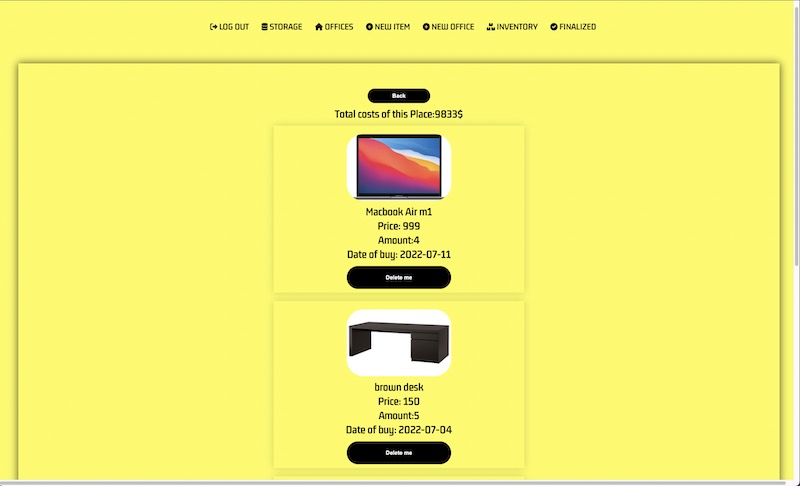 LOG OUT STORAGE OFFICES NEW ITEM NEW OFFICE INVENTORY FINALIZED
Back
Total costs of this Place:9833$
Macbook Air m1
Price: 999
Amount:4
Date of buy: 2022-07-11
Delete me
brown desk
Price: 150
Amount:5
Date of buy: 2022-07-04
Delete me